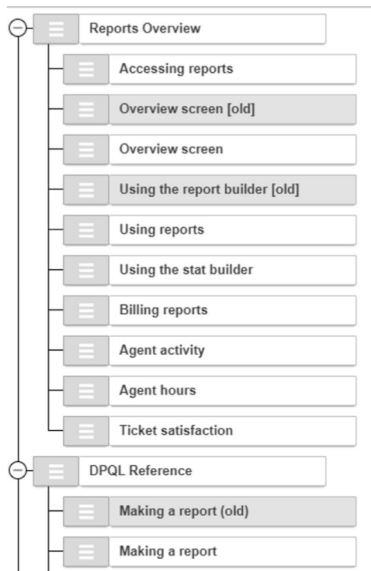 Reports Overview
Accessing reports
Overview screen [old]
Overview screen
Using the report builder [old]
Using reports
Using the stat builder
Billing reports
Agent activity
Agent hours
Ticket satisfaction
DPQL Reference
Making a report (old)
Making a report